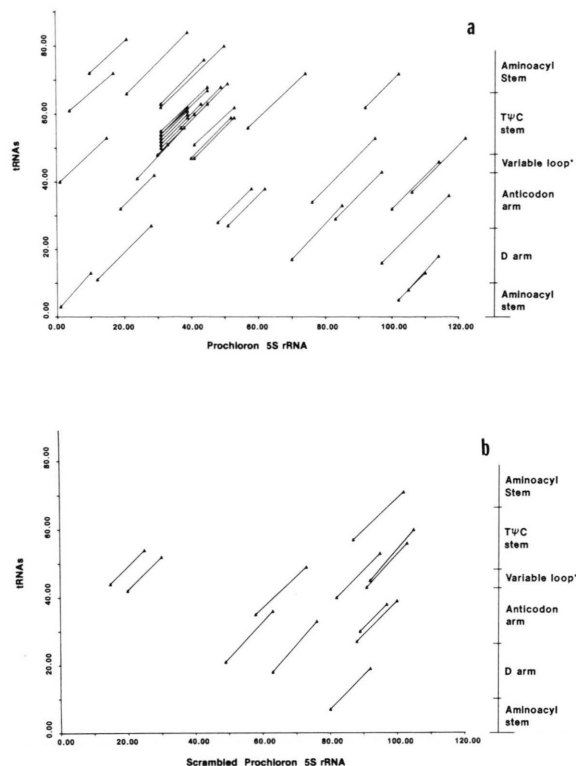 a
80.00
60.00
40.00
20.00
0.00
tRNAs
0.00 20.00 40.00 60.00 80.00 100.00 120.00
Prochloron 5S rRNA
Aminoacyl
Stem
TΨC
stem
Variable loop*
Anticodon
arm
D arm
Aminoacyl
stem
b
80.00
60.00
40.00
20.00
0.00
tRNAs
0.00 20.00 40.00 60.00 80.00 100.00 120.00
Scrambled Prochloron 5S rRNA
Aminoacyl
Stem
TΨC
stem
Variable loop*
Anticodon
arm
D arm
Aminoacyl
stem